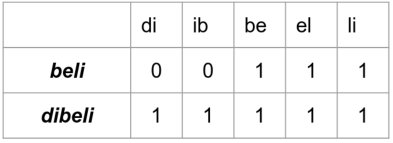 di ib be el li
beli 0 0 1 1 1
dibeli 1 1 1 1 1